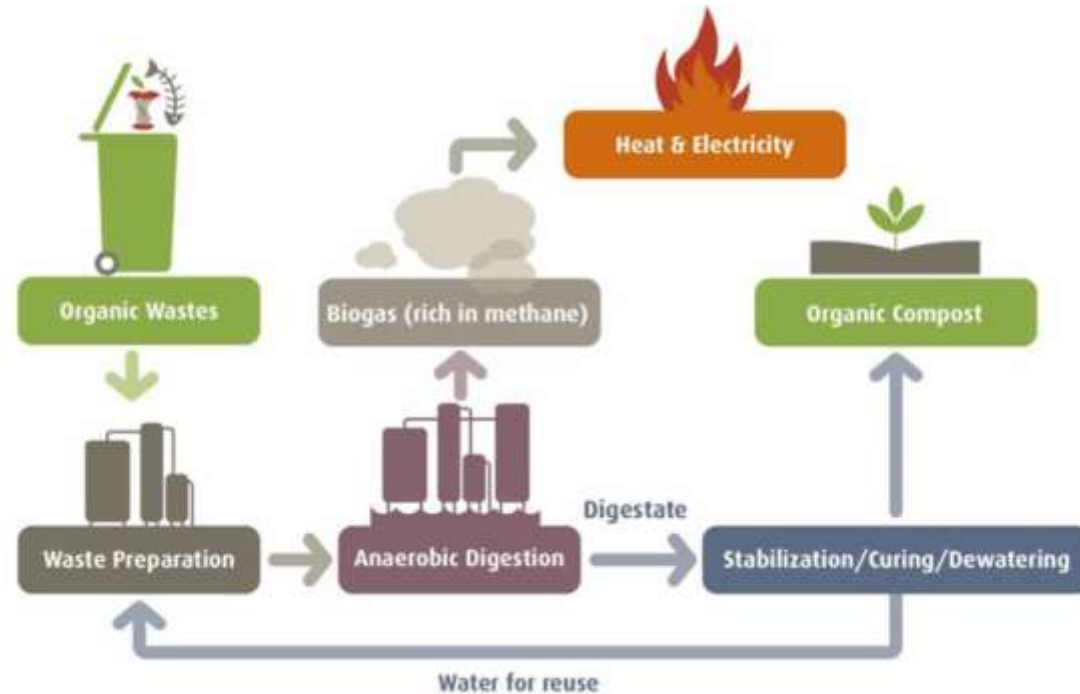 Heat & Electricity
Organic Wastes
Biogas (rich in methane)
Organic Compost
Digestate
Waste Preparation
Anaerobic Digestion
Stabilization/Curing/Dewatering
Water for reuse